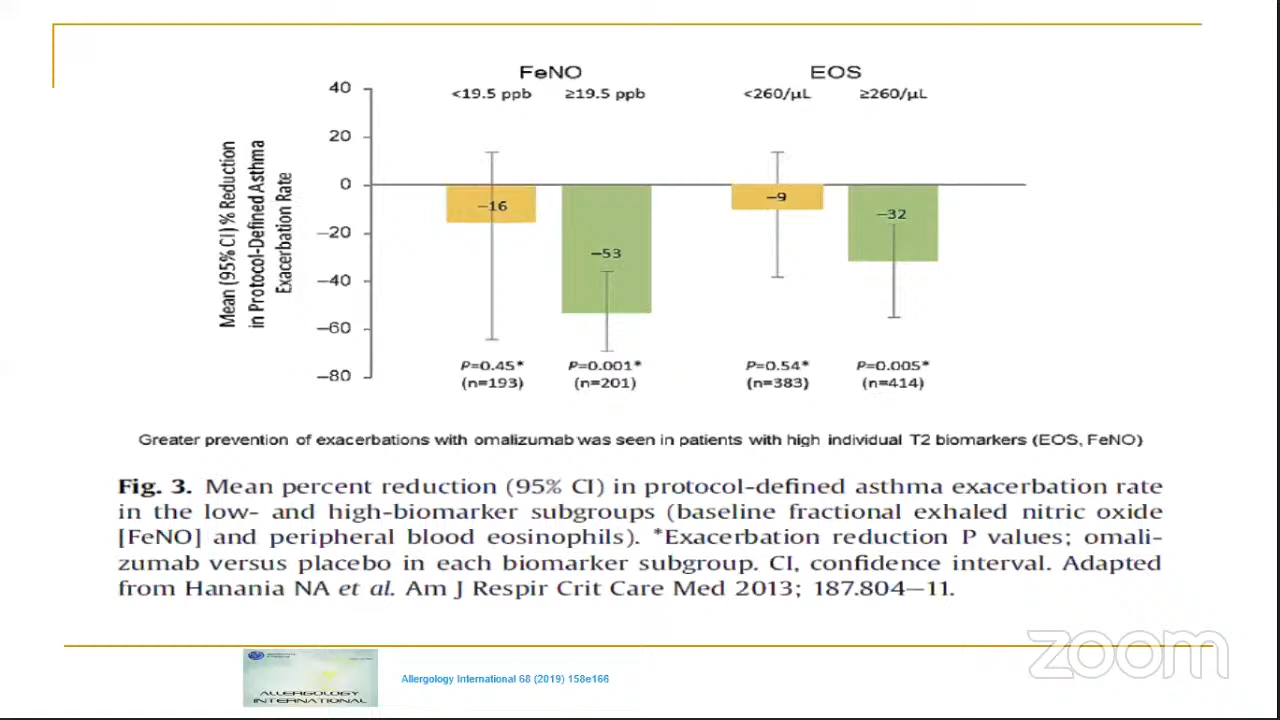 FeNO EOS
<19.5 ppb ≥19.5 ppb <260/μL ≥260/μL
Mean (95% CI) % Reduction
in Protocol-Defined Asthma
Exacerbation Rate
40
20
0
−20
−40
−60
−80
−16
−53
−9
−32
P=0.45* P=0.001* P=0.54* P=0.005*
(n=193) (n=201) (n=383) (n=414)
Greater prevention of exacerbations with omalizumab was seen in patients with high individual T2 biomarkers (EOS, FeNO)
Fig. 3. Mean percent reduction (95% CI) in protocol-defined asthma exacerbation rate
in the low- and high-biomarker subgroups (baseline fractional exhaled nitric oxide
[FeNO] and peripheral blood eosinophils). *Exacerbation reduction P values; omali-
zumab versus placebo in each biomarker subgroup. CI, confidence interval. Adapted
from Hanania NA et al. Am J Respir Crit Care Med 2013; 187.804—11.
zoom
ALLERGOLOGY
INTERNATIONAL
Allergology International 68 (2019) 158e166